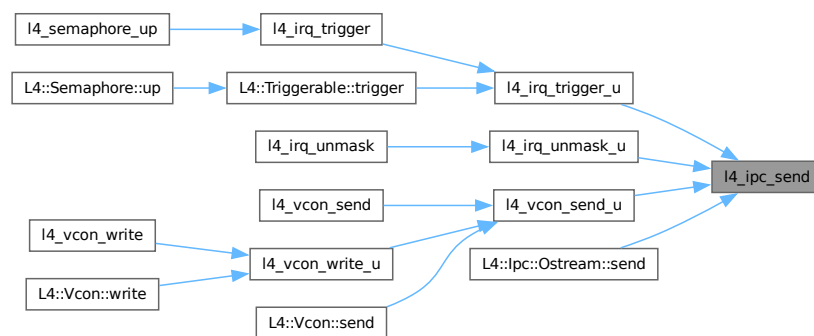 l4_semaphore_up
l4_irq_trigger
L4::Semaphore::up
L4::Triggerable::trigger
l4_irq_trigger_u
l4_irq_unmask
l4_irq_unmask_u
l4_ipc_send
l4_vcon_send
l4_vcon_send_u
l4_vcon_write
l4_vcon_write_u
L4::Ipc::Ostream::send
L4::Vcon::write
L4::Vcon::send